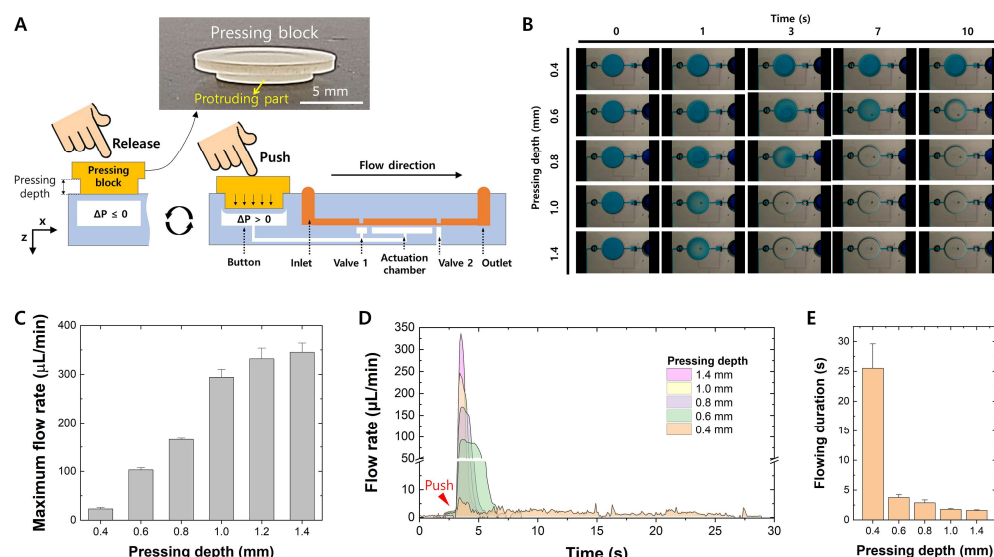 A
Pressing block
Protruding part
5 mm
Release
Push
Pressing
block
Pressing
depth
Flow direction
ΔP ≤ 0
ΔP > 0
x
z
Button
Inlet
Valve 1
Actuation
chamber
Valve 2
Outlet
B
Time (s)
0 1 3 7 10
Pressing depth (mm)
0.4
0.6
0.8
1.0
1.4
C
Maximum flow rate (μL/min)
400
300
200
100
0
0.4 0.6 0.8 1.0 1.2 1.4
Pressing depth (mm)
D
Flow rate (μL/min)
350
300
250
200
150
100
50
10
5
0
Push
Pressing depth
1.4 mm
1.0 mm
0.8 mm
0.6 mm
0.4 mm
0 5 10 15 20 25 30
Time (s)
E
Flowing duration (s)
30
25
20
15
10
5
0
0.4 0.6 0.8 1.0 1.4
Pressing depth (mm)